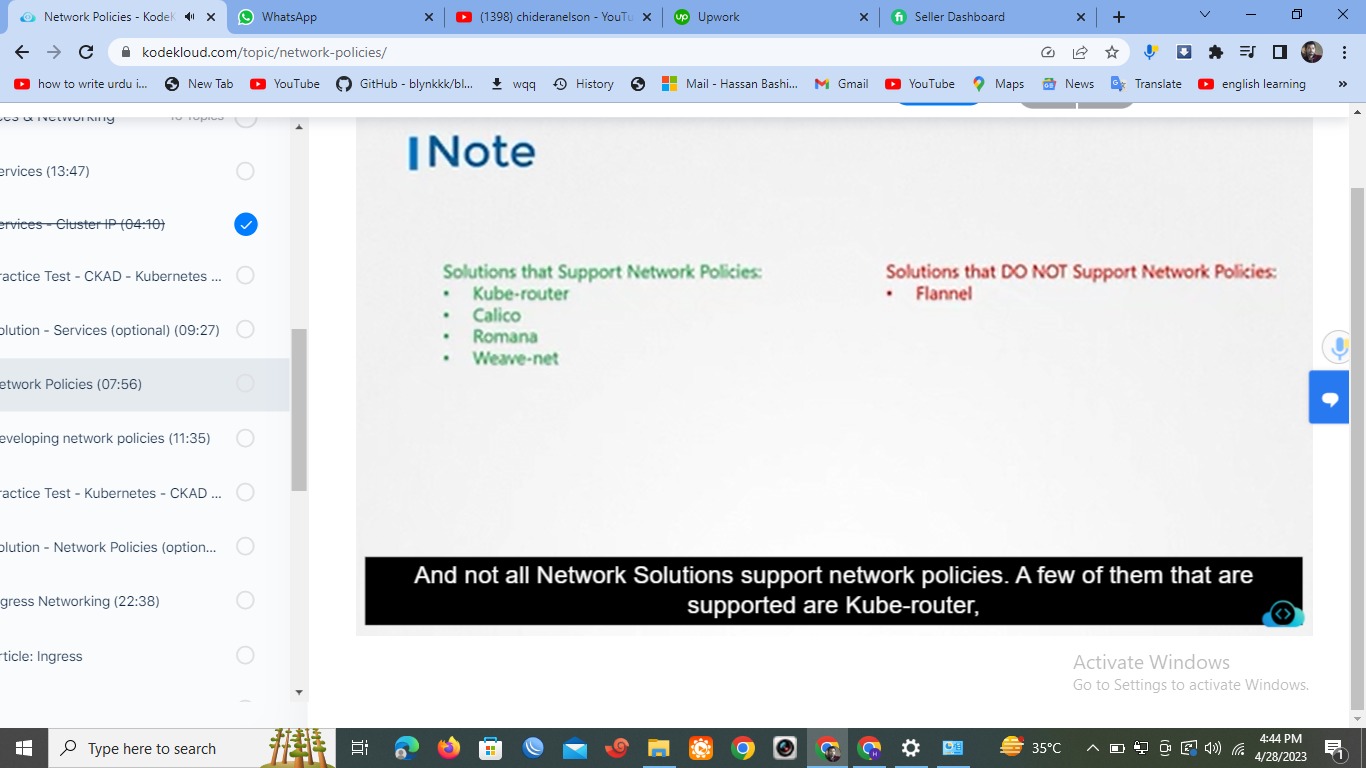 Network Policies - KodeK
WhatsApp
(1398) chideranelson - YouTu
Upwork
Seller Dashboard
kodekloud.com/topic/network-policies/
how to write urdu i...
New Tab
YouTube
GitHub - blynkkk/bl...
wqq
History
Mail - Hassan Bashi...
Gmail
YouTube
Maps
News
Translate
english learning
»
ces & Networking
ervices (13:47)
ervices - Cluster IP (04:10)
ractice Test - CKAD - Kubernetes ...
olution - Services (optional) (09:27)
etwork Policies (07:56)
eveloping network policies (11:35)
ractice Test - Kubernetes - CKAD ...
olution - Network Policies (option...
gress Networking (22:38)
rticle: Ingress
Note
Solutions that Support Network Policies:
• Kube-router
• Calico
• Romana
• Weave-net
Solutions that DO NOT Support Network Policies:
• Flannel
And not all Network Solutions support network policies. A few of them that are
supported are Kube-router,
Activate Windows
Go to Settings to activate Windows.
Type here to search
35°C
4:44 PM
4/28/2023
1